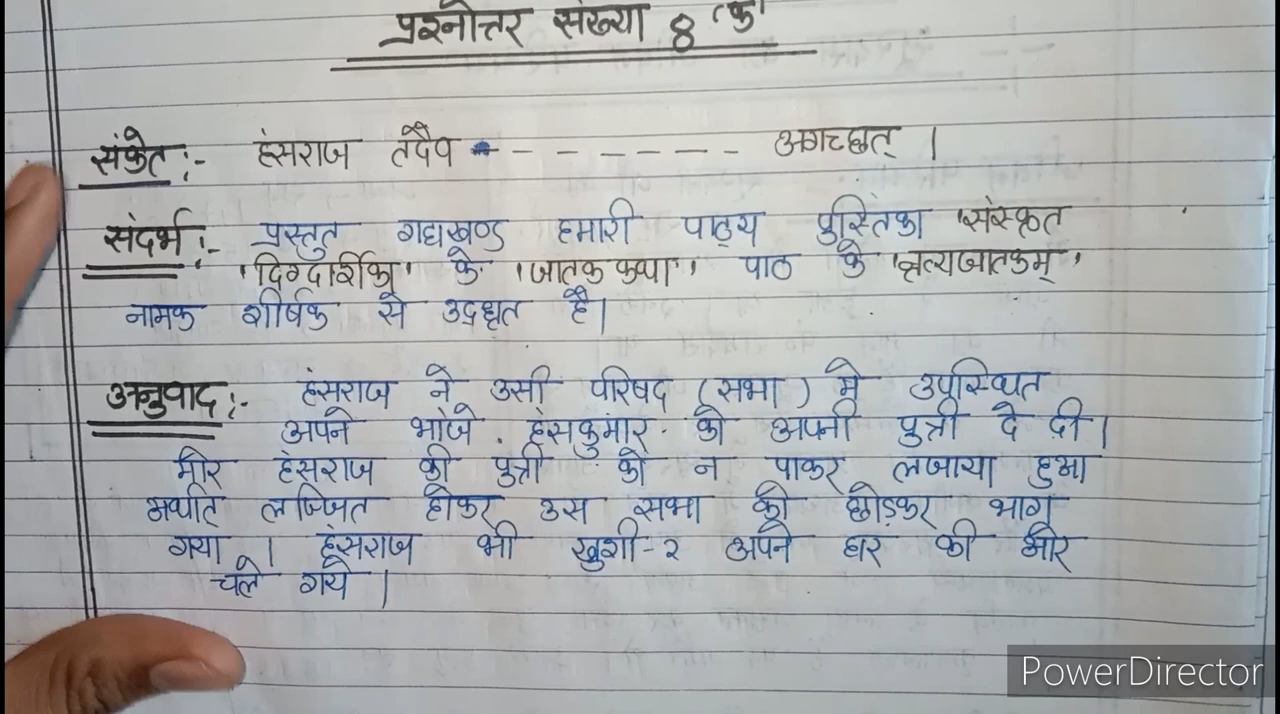 प्रश्नोत्तर संख्या 8 'क'
संकेत :- हंसराज तदैव - - - - - - - अगच्छत् ।
संदर्भ :- प्रस्तुत गद्यखण्ड हमारी पाठ्य पुस्तिका 'संस्कृत
'दिग्दर्शिका' के 'जातक कथा' पाठ के 'नृत्यजातकम्'
नामक शीर्षक से उद्धृत है।
अनुवाद :- हंसराज ने उसी परिषद (सभा) मे उपस्थित
अपने भांजे हंसकुमार को अपनी पुत्री दे दी।
मोर हंसराज की पुत्री को न पाकर लजाया हुआ
अर्थात् लज्जित होकर उस सभा को छोड़कर भाग
गया । हंसराज भी खुशी-२ अपने घर की ओर
चले गये ।
PowerDirector